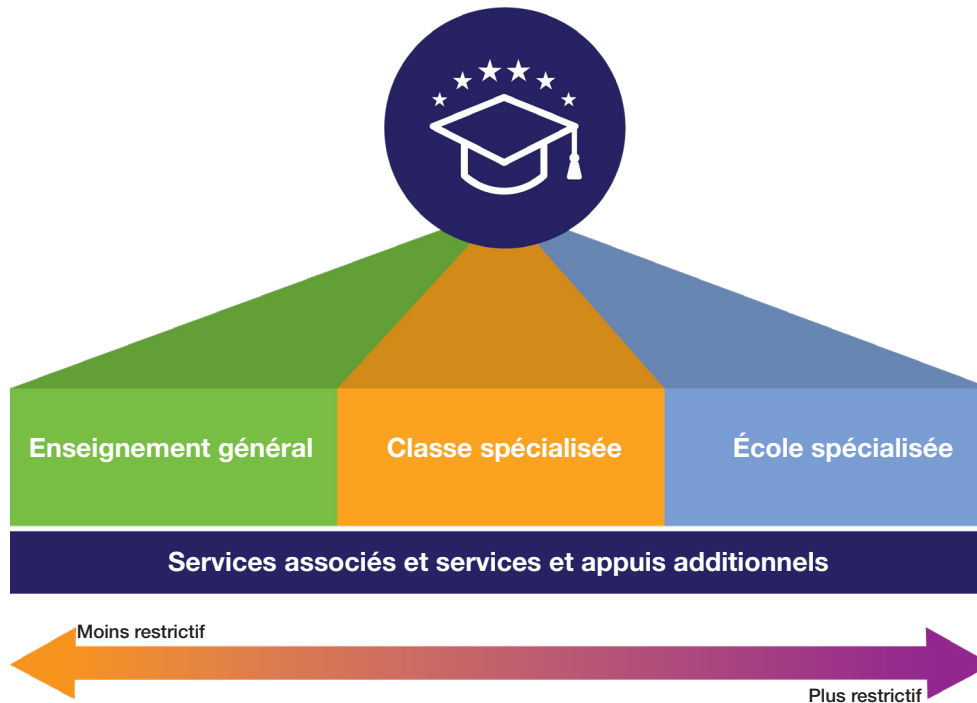 Enseignement général
Classe spécialisée
École spécialisée
Services associés et services et appuis additionnels
Moins restrictif
Plus restrictif